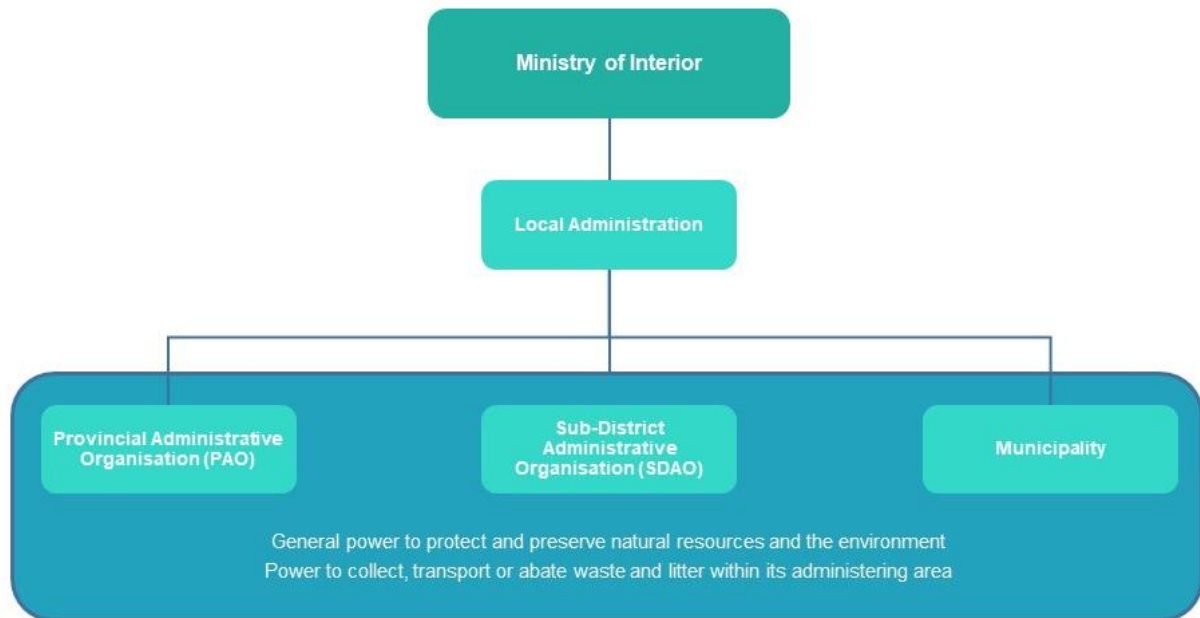 Ministry of Interior
Local Administration
Provincial Administrative
Organisation (PAO)
Sub-District
Administrative
Organisation (SDAO)
Municipality
General power to protect and preserve natural resources and the environment
Power to collect, transport or abate waste and litter within its administering area